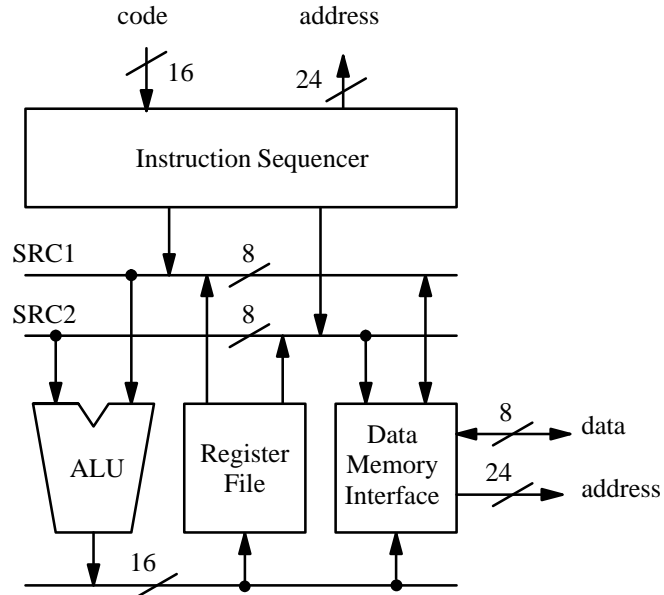 code
address
16
24
Instruction Sequencer
SRC1
8
SRC2
8
ALU
Register
File
Data
Memory
Interface
8
data
24
address
16